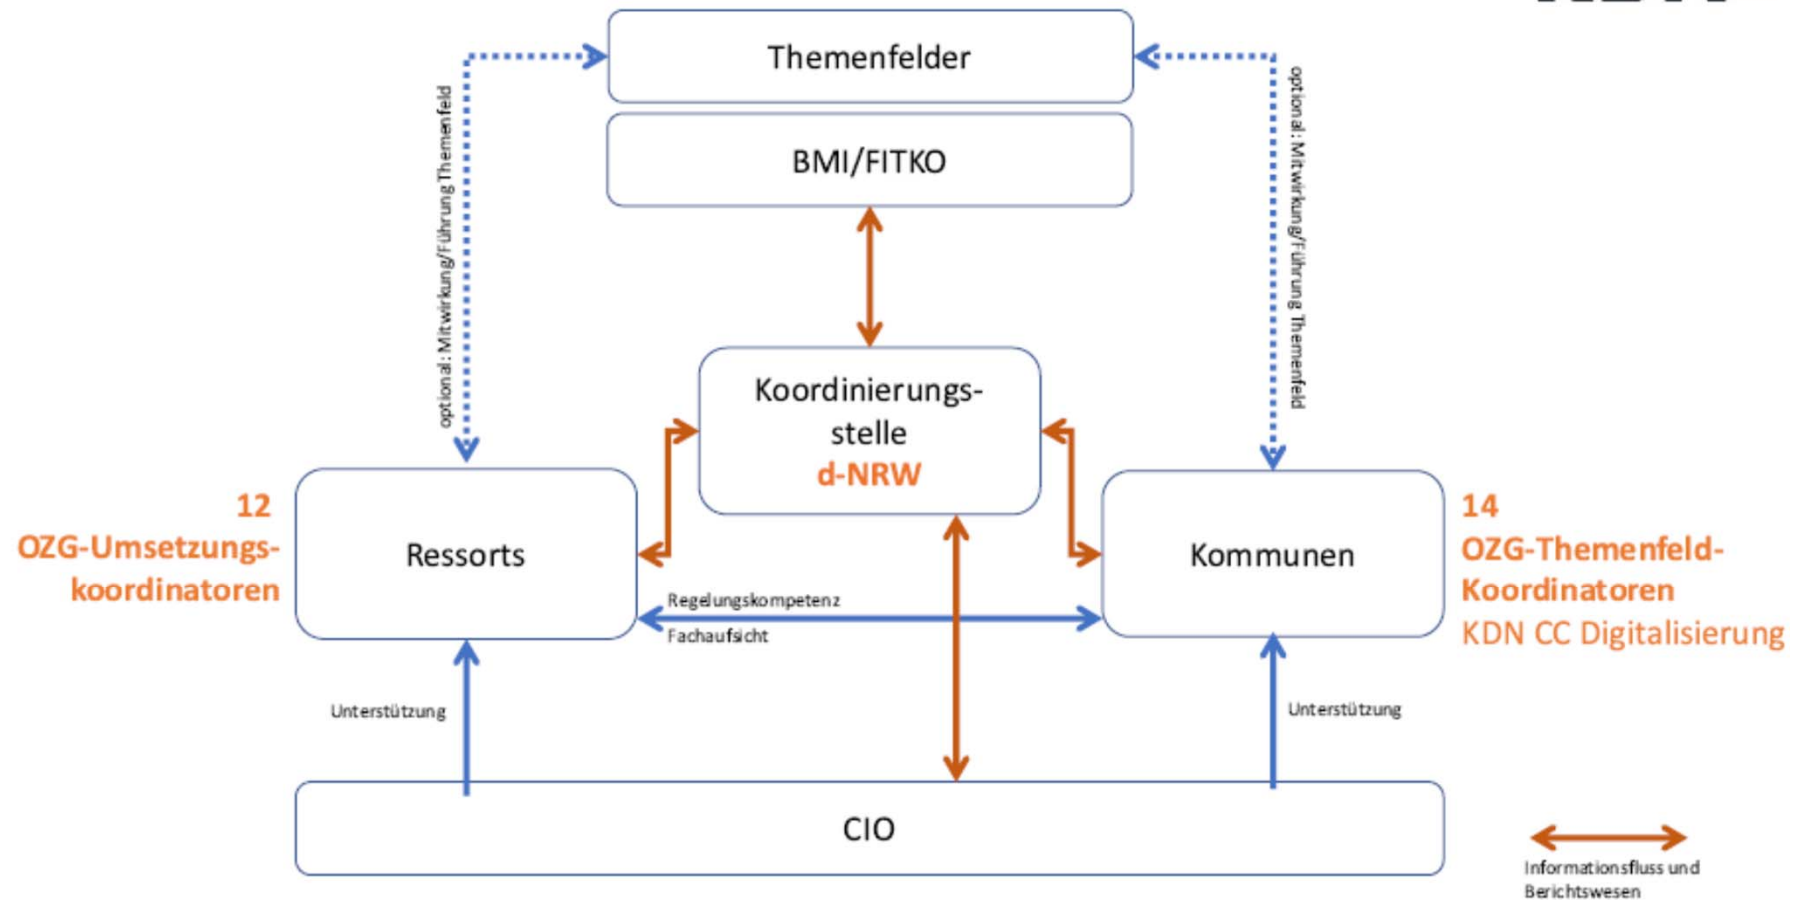 Themenfelder
BMI/FITKO
optional: Mitwirkung/Führung Themenfeld
optional: Mitwirkung/Führung Themenfeld
Koordinierungs-
stelle
d-NRW
12
OZG-Umsetzungs-
koordinatoren
Ressorts
Kommunen
14
OZG-Themenfeld-
Koordinatoren
KDN CC Digitalisierung
Regelungskompetenz
Fachaufsicht
Unterstützung
Unterstützung
CIO
Informationsfluss und
Berichtswesen